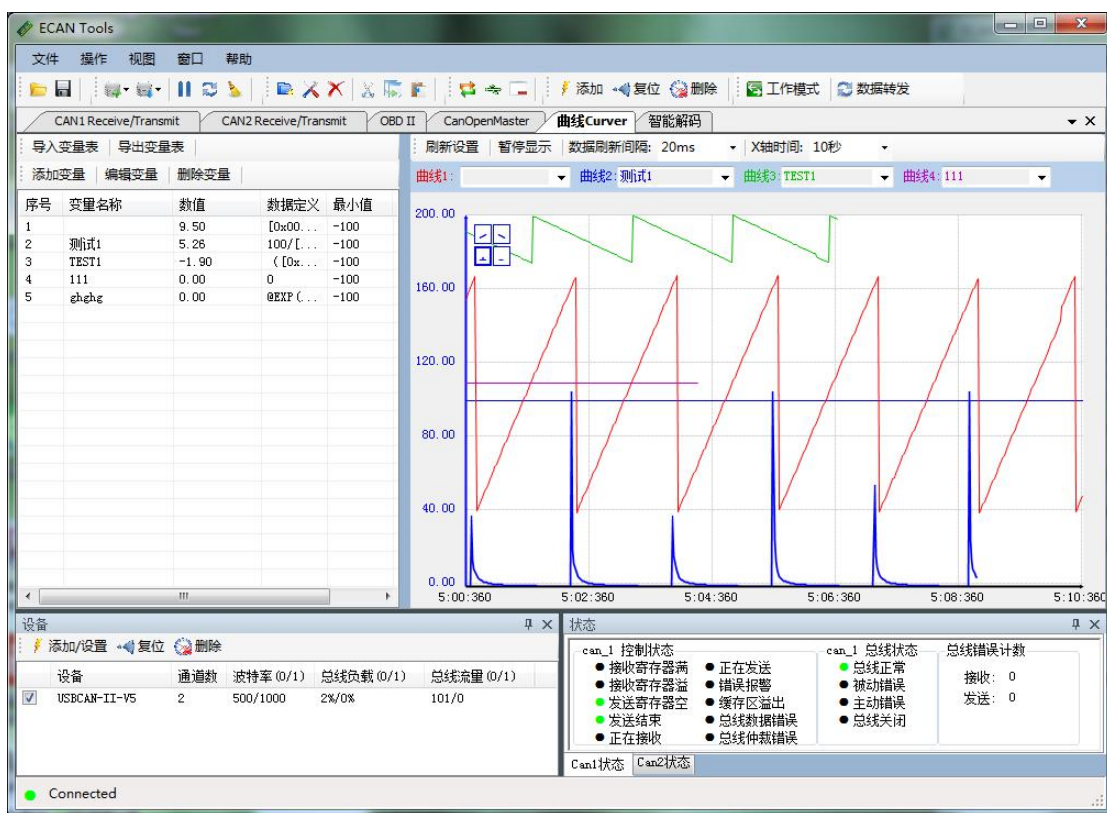 ECAN Tools
文件 操作 视图 窗口 帮助
添加 复位 删除 工作模式 数据转发
CAN1 Receive/Transmit CAN2 Receive/Transmit OBD II CanOpenMaster 曲线Curver 智能解码
导入变量表 导出变量表
刷新设置 暂停显示 数据刷新间隔: 20ms X轴时间: 10秒
添加变量 编辑变量 删除变量
曲线1: 曲线2: 测试1 曲线3: TEST1 曲线4: 111
序号 变量名称 数值 数据定义 最小值
1 9.50 [0x00... -100
2 测试1 5.26 100/[... -100
3 TEST1 -1.90 ([0x... -100
4 111 0.00 0 -100
5 ghghg 0.00 @EXP(... -100
200.00
160.00
120.00
80.00
40.00
0.00
5:00:360 5:02:360 5:04:360 5:06:360 5:08:360 5:10:360
设备
添加/设置 复位 删除
设备 通道数 波特率(0/1) 总线负载(0/1) 总线流量(0/1)
USBCAN-II-V5 2 500/1000 2%/0% 101/0
状态
can_1 控制状态 can_1 总线状态 总线错误计数
接收寄存器满 正在发送 总线正常 接收: 0
接收寄存器溢 错误报警 被动错误 发送: 0
发送寄存器空 缓存区溢出 主动错误
发送结束 总线数据错误 总线关闭
正在接收 总线仲裁错误
Can1状态 Can2状态
Connected